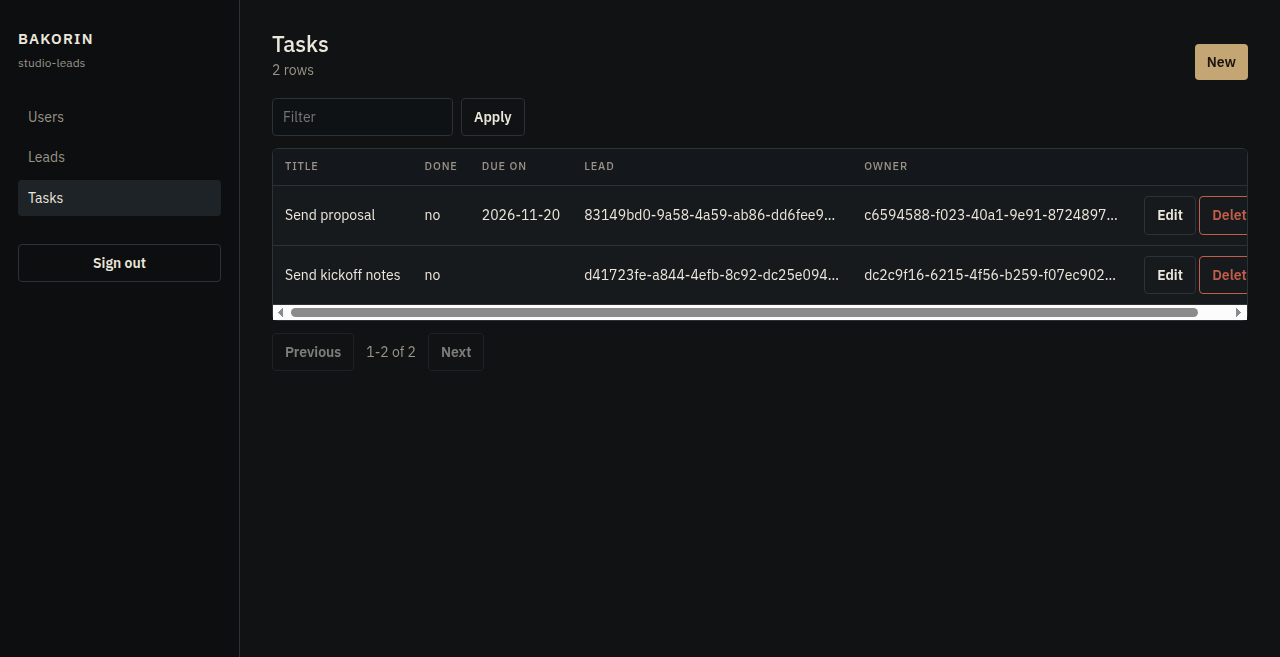 BAKORIN
studio-leads
Users
Leads
Tasks
Sign out
Tasks
2 rows
New
Filter
Apply
TITLE DONE DUE ON LEAD OWNER
Send proposal no 2026-11-20 83149bd0-9a58-4a59-ab86-dd6fee9... c6594588-f023-40a1-9e91-8724897... Edit Delet
Send kickoff notes no d41723fe-a844-4efb-8c92-dc25e094... dc2c9f16-6215-4f56-b259-f07ec902... Edit Delet
Previous 1-2 of 2 Next